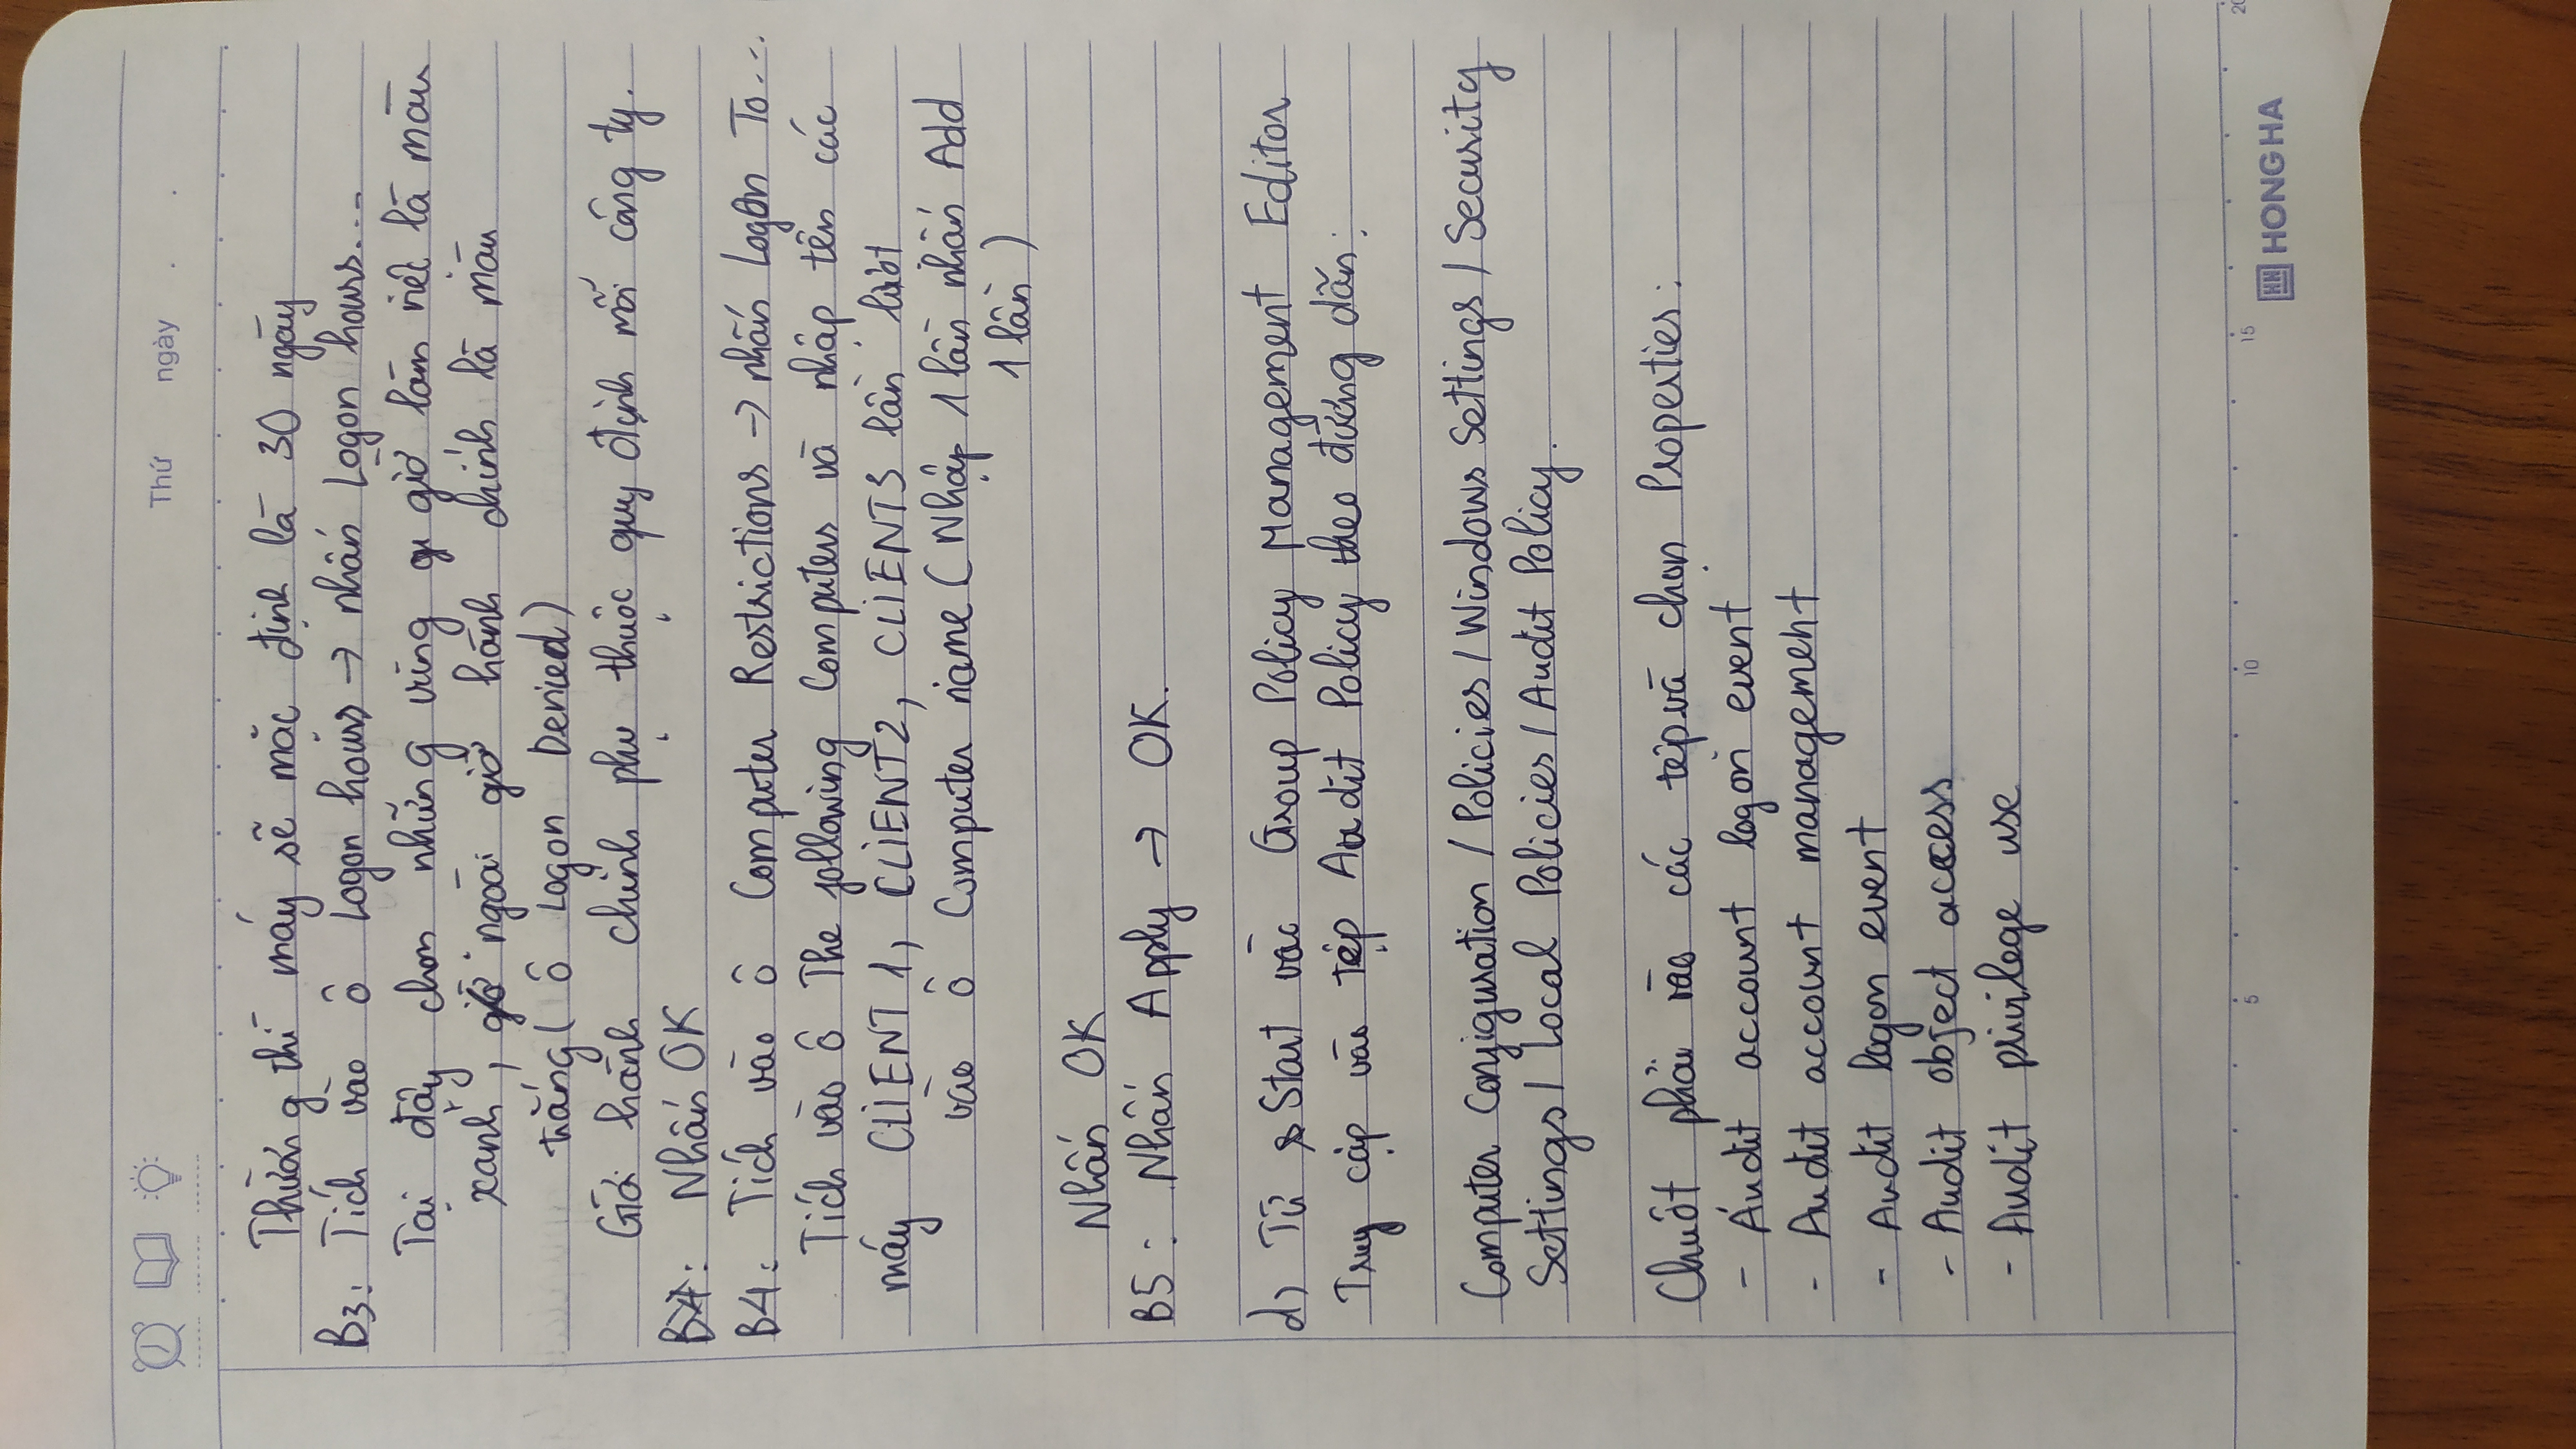 Thứ ngày . .
Thường thì máy sẽ mặc định là 30 ngày
B3: Tích vào ô Logon hours → nhấn Logon hours...
Tại đây chọn những vùng giờ làm việc là màu
xanh, ngoài giờ hành chính là màu
trắng ( ô Logon Denied )
Giờ hành chính phụ thuộc quy định mỗi công ty.
B4: Nhấn OK
B4: Tích vào ô Computer Restrictions → nhấn LogOn To...
Tích vào ô The following Computers và nhập tên các
máy CLIENT 1, CLIENT2, CLIENT3 lần lượt
vào ô Computer name ( Nhập 1 lần nhấn Add
1 lần )
Nhấn OK
B5: Nhấn Apply → OK.
d) Từ Start vào Group Policy Management Editor
Truy cập vào tệp Audit Policy theo đường dẫn:
Computer Configuration / Policies / Windows Settings / Security
Settings / Local Policies / Audit Policy.
Chuột phải vào các tệp và chọn Properties:
- Audit account logon event
- Audit account management
- Audit logon event
- Audit object access
- Audit privilege use
5 10 15 20
HH HONG HA